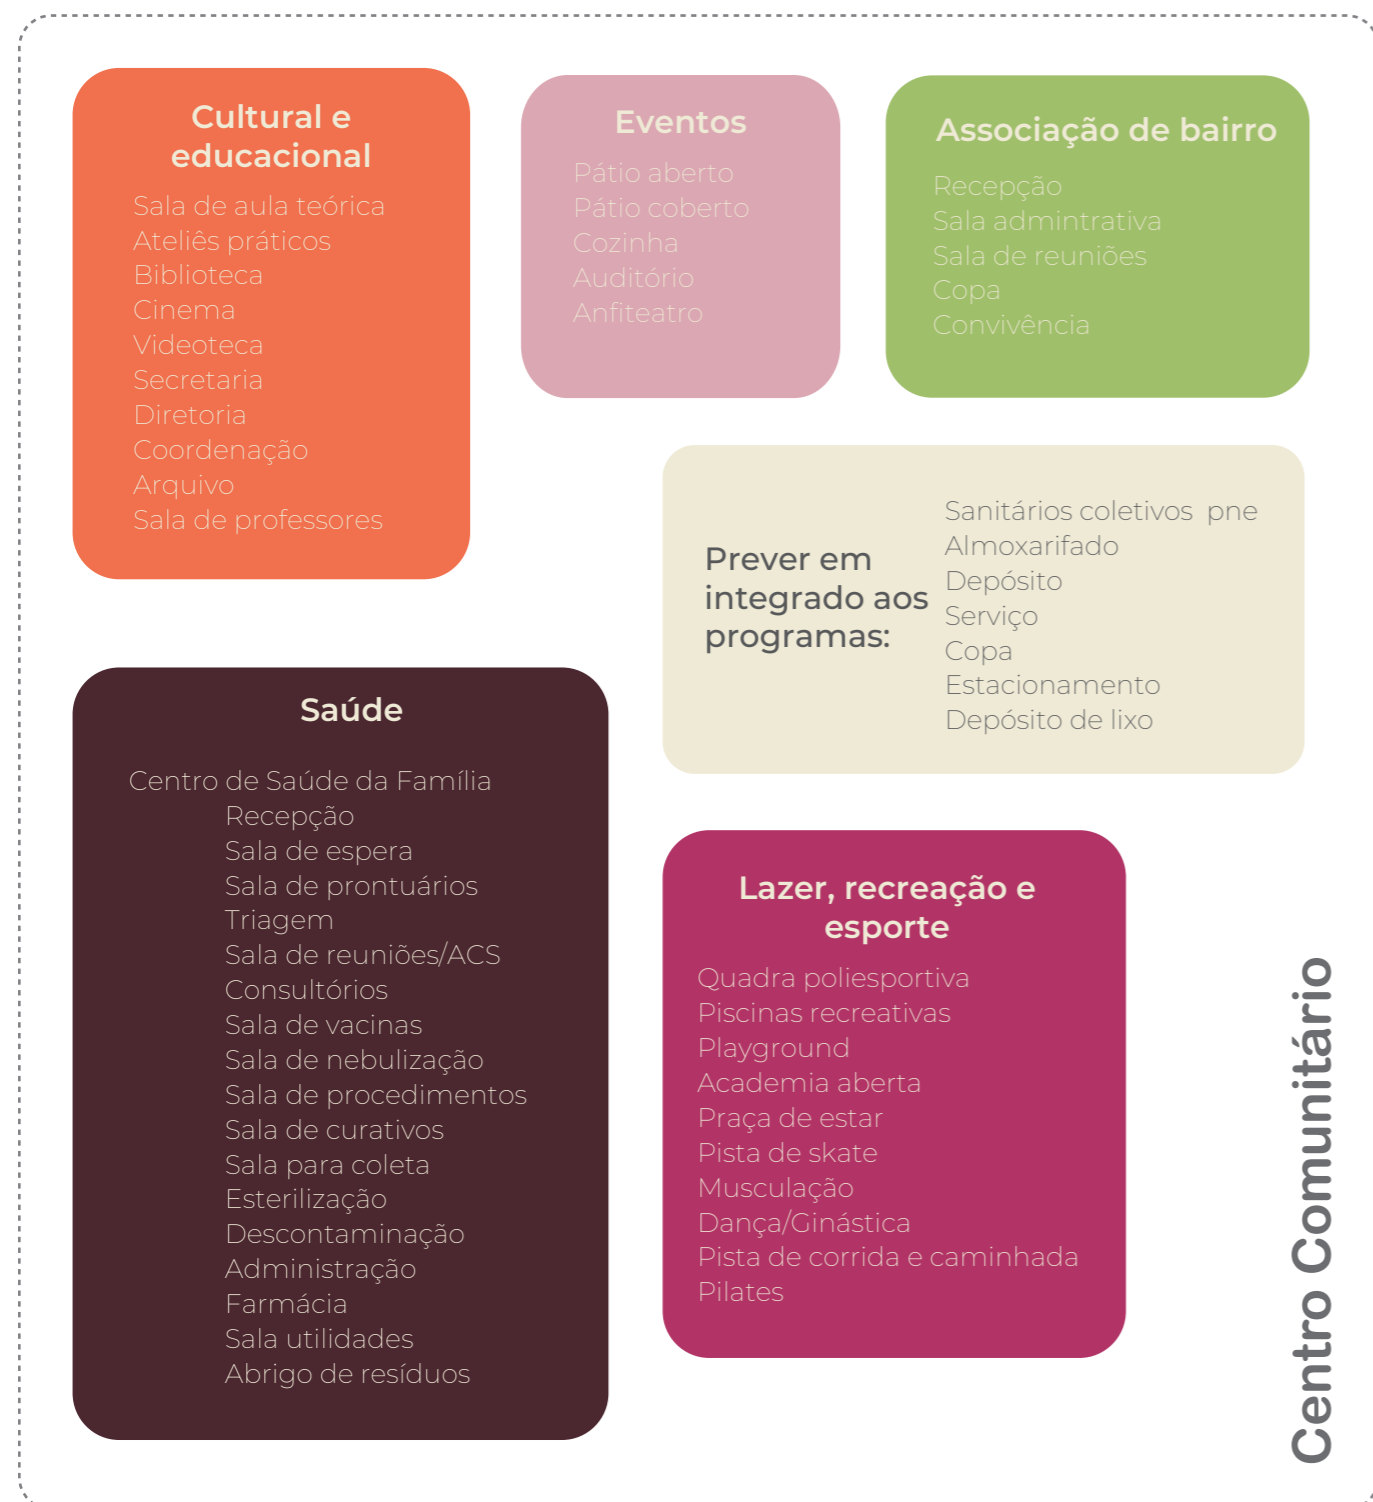 Cultural e
educacional
Sala de aula teórica
Ateliês práticos
Biblioteca
Cinema
Videoteca
Secretaria
Diretoria
Coordenação
Arquivo
Sala de professores
Eventos
Pátio aberto
Pátio coberto
Cozinha
Auditório
Anfiteatro
Associação de bairro
Recepção
Sala admintrativa
Sala de reuniões
Copa
Convivência
Prever em
integrado aos
programas:
Sanitários coletivos pne
Almoxarifado
Depósito
Serviço
Copa
Estacionamento
Depósito de lixo
Saúde
Centro de Saúde da Família
Recepção
Sala de espera
Sala de prontuários
Triagem
Sala de reuniões/ACS
Consultórios
Sala de vacinas
Sala de nebulização
Sala de procedimentos
Sala de curativos
Sala para coleta
Esterilização
Descontaminação
Administração
Farmácia
Sala utilidades
Abrigo de resíduos
Lazer, recreação e
esporte
Quadra poliesportiva
Piscinas recreativas
Playground
Academia aberta
Praça de estar
Pista de skate
Musculação
Dança/Ginástica
Pista de corrida e caminhada
Pilates
Centro Comunitário